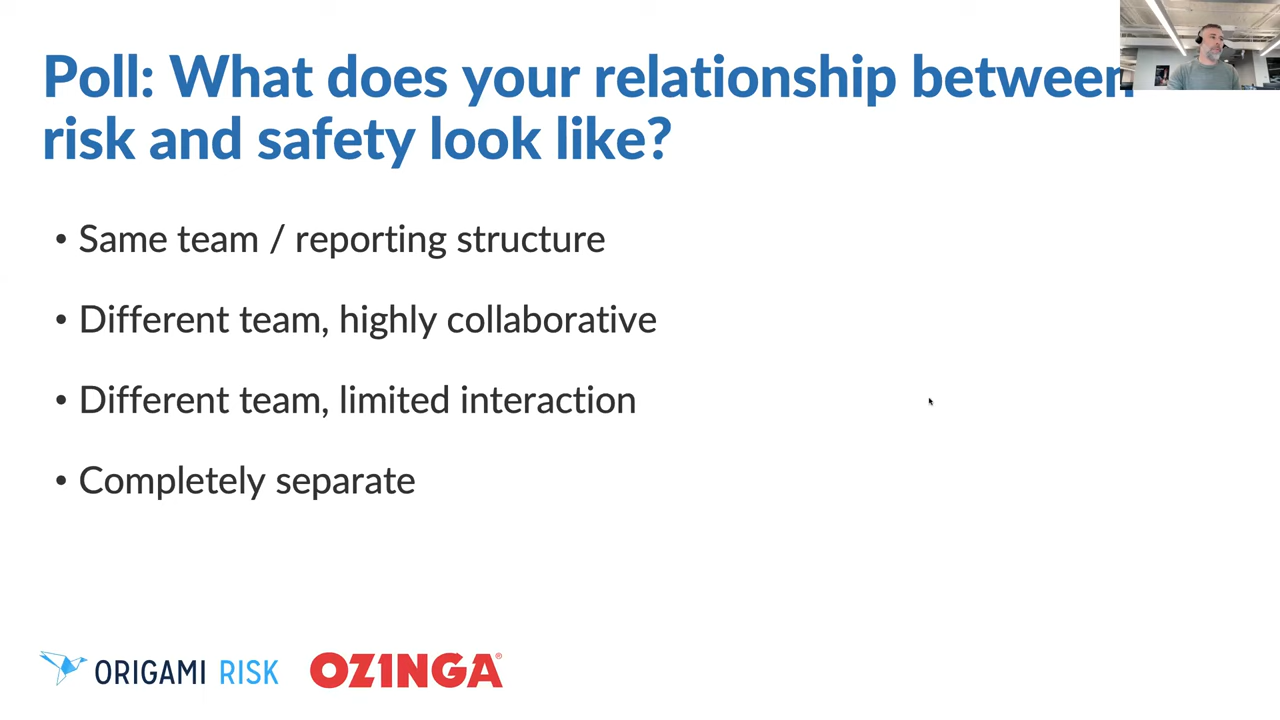 Poll: What does your relationship between
risk and safety look like?
• Same team / reporting structure
• Different team, highly collaborative
• Different team, limited interaction
• Completely separate
ORIGAMI RISK
OZINGA®